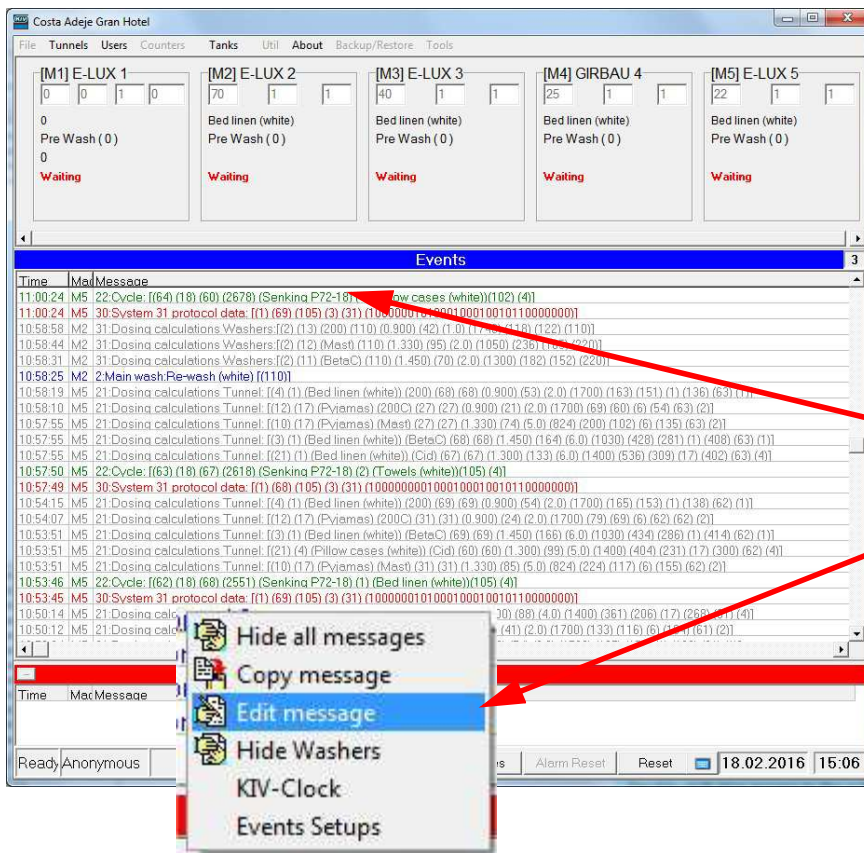 Costa Adeje Gran Hotel
File Tunnels Users Counters Tanks Util About Backup/Restore Tools
[M1] E-LUX 1 [M2] E-LUX 2 [M3] E-LUX 3 [M4] GIRBAU 4 [M5] E-LUX 5
0 0 1 0 70 1 1 40 1 1 25 1 1 22 1 1
0 Bed linen (white) Bed linen (white) Bed linen (white) Bed linen (white)
Pre Wash ( 0 ) Pre Wash ( 0 ) Pre Wash ( 0 ) Pre Wash ( 0 ) Pre Wash ( 0 )
0
Waiting Waiting Waiting Waiting Waiting
Events 3
Time Mac Message
11:00:24 M5 22:Cycle: [(64) (18) (60) (2678) (Senking P72-18) ow cases (white))(102) (4)]
11:00:24 M5 30:System 31 protocol data: [(1) (69) (105) (3) (31)
10:58:58 M2 31:Dosing calculations Washers:[(2) (13) (200) (110) (0.900) (42) (1.0) (118) (122) (110)]
10:58:44 M2 31:Dosing calculations Washers:[(2) (12) (Mast) (110) (1.330) (95) (2.0) (1050) (236) (220)]
10:58:31 M2 31:Dosing calculations Washers:[(2) (11) (BetaC) (110) (1.450) (70) (2.0) (1300) (182) (152) (220)]
10:58:25 M2 2:Main wash:Re-wash (white) [(110)]
10:58:19 M5 21:Dosing calculations Tunnel: [(4) (1) (Bed linen (white)) (200) (68) (68) (0.900) (53) (2.0) (1700) (163) (151) (1) (136) (63) (1)]
10:58:10 M5 21:Dosing calculations Tunnel: [(12) (17) (Pyjamas) (200C) (27) (27) (0.900) (21) (2.0) (1700) (69) (60) (6) (54) (63) (2)]
10:57:55 M5 21:Dosing calculations Tunnel: [(10) (17) (Pyjamas) (Mast) (27) (27) (1.330) (74) (5.0) (824) (200) (102) (6) (135) (63) (2)]
10:57:55 M5 21:Dosing calculations Tunnel: [(3) (1) (Bed linen (white)) (BetaC) (68) (68) (1.450) (164) (6.0) (1030) (428) (281) (1) (408) (63) (1)]
10:57:55 M5 21:Dosing calculations Tunnel: [(21) (1) (Bed linen (white)) (Cid) (67) (67) (1.300) (133) (6.0) (1400) (536) (309) (17) (402) (63) (4)]
10:57:50 M5 22:Cycle: [(63) (18) (67) (2618) (Senking P72-18) (2) (Towels (white))(105) (4)]
10:57:49 M5 30:System 31 protocol data: [(1) (68) (105) (3) (31)
10:54:15 M5 21:Dosing calculations Tunnel: [(4) (1) (Bed linen (white)) (200) (69) (69) (0.900) (54) (2.0) (1700) (165) (153) (1) (138) (62) (1)]
10:54:07 M5 21:Dosing calculations Tunnel: [(12) (17) (Pyjamas) (200C) (31) (31) (0.900) (24) (2.0) (1700) (79) (69) (6) (62) (62) (2)]
10:53:51 M5 21:Dosing calculations Tunnel: [(3) (1) (Bed linen (white)) (BetaC) (69) (69) (1.450) (166) (6.0) (1030) (434) (286) (1) (414) (62) (1)]
10:53:51 M5 21:Dosing calculations Tunnel: [(21) (4) (Pillow cases (white)) (Cid) (60) (60) (1.300) (99) (5.0) (1400) (404) (231) (17) (300) (62) (4)]
10:53:51 M5 21:Dosing calculations Tunnel: [(10) (17) (Pyjamas) (Mast) (31) (31) (1.330) (85) (5.0) (824) (224) (117) (6) (155) (62) (2)]
10:53:46 M5 22:Cycle: [(62) (18) (68) (2551) (Senking P72-18) (1) (Bed linen (white))(105) (4)]
10:53:45 M5 30:System 31 protocol data: [(1) (69) (105) (3) (31)
10:50:14 M5 21:Dosing calc (88) (4.0) (1400) (361) (206) (17) (268) (4)]
10:50:12 M5 21:Dosing calc (41) (2.0) (1700) (133) (116) (6) (61) (2)]
Hide all messages
Copy message
Time Mac Message
Edit message
Hide Washers
Ready Anonymous Alarm Reset Reset 18.02.2016 15:06
KIV-Clock
Events Setups